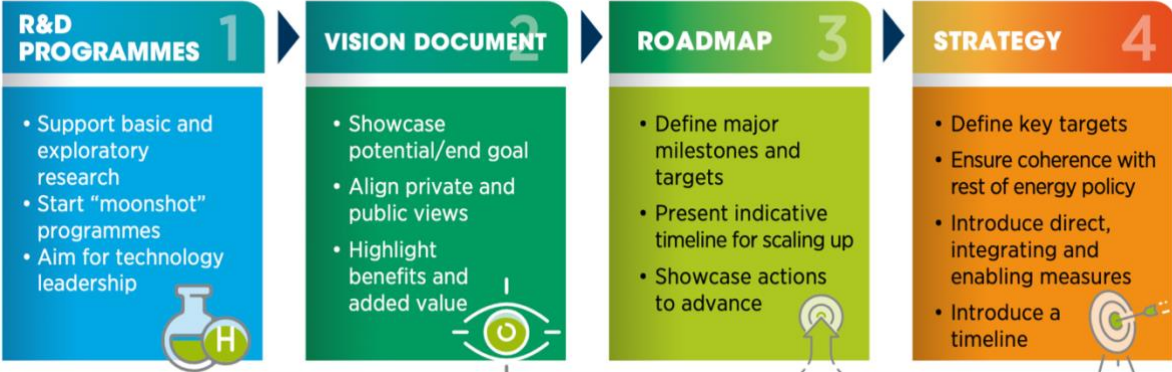 R&D
PROGRAMMES 1
• Support basic and
exploratory
research
• Start “moonshot”
programmes
• Aim for technology
leadership
H
VISION DOCUMENT 2
• Showcase
potential/end goal
• Align private and
public views
• Highlight
benefits and
added value
ROADMAP 3
• Define major
milestones and
targets
• Present indicative
timeline for scaling up
• Showcase actions
to advance
STRATEGY 4
• Define key targets
• Ensure coherence with
rest of energy policy
• Introduce direct,
integrating and
enabling measures
• Introduce a
timeline